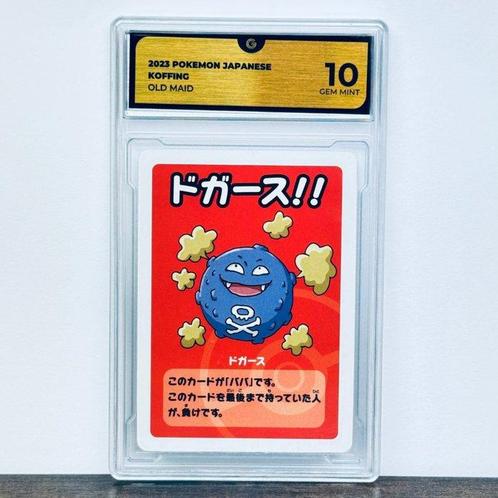 G
2023 POKEMON JAPANESE
KOFFING
OLD MAID
10
GEM MINT
ドガース!!
ドガース
このカードが「ババ」です。
このカードを最後まで持っていた人
が、負けです。